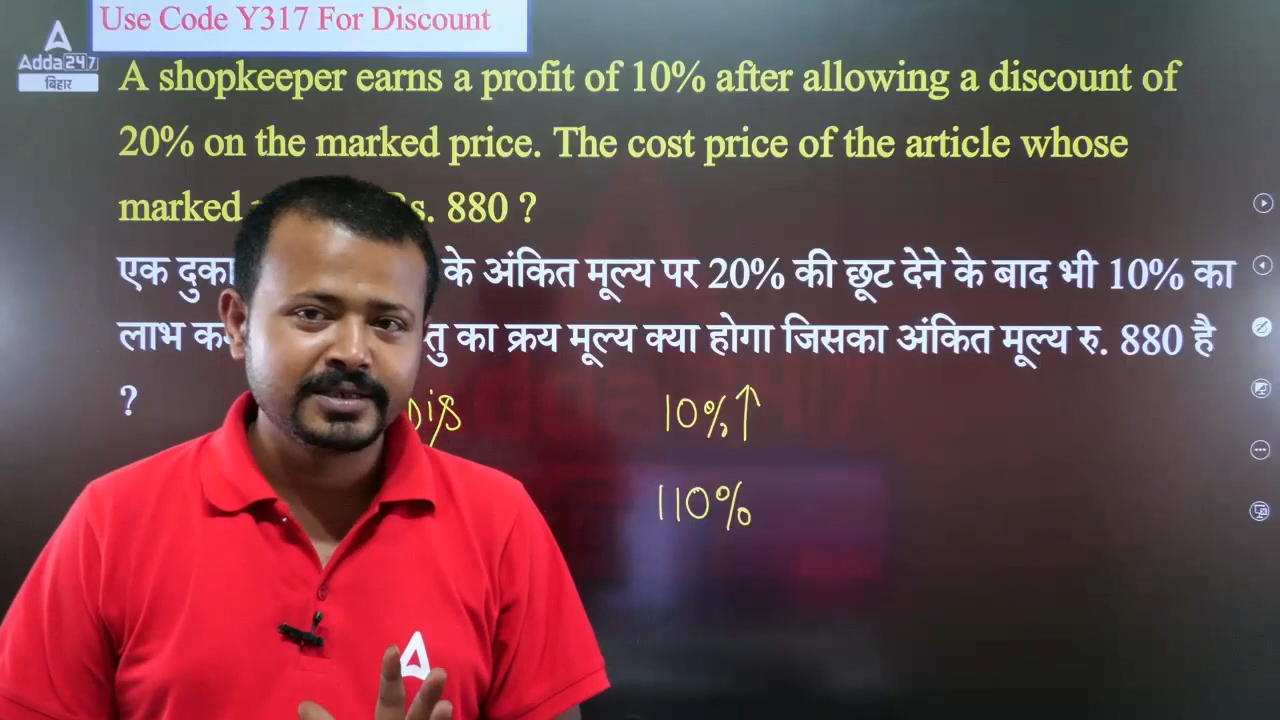 Use Code Y317 For Discount
Adda247
बिहार
A shopkeeper earns a profit of 10% after allowing a discount of
20% on the marked price. The cost price of the article whose
marked Rs. 880 ?
एक दुका के अंकित मूल्य पर 20% की छूट देने के बाद भी 10% का
लाभ का क्रय मूल्य क्या होगा जिसका अंकित मूल्य रु. 880 है
?
Dis 10%↑
110%